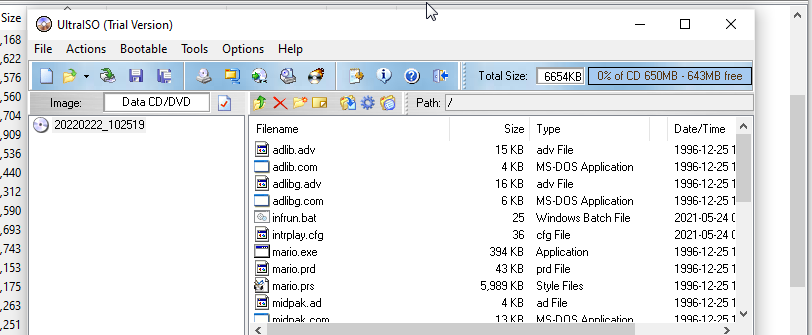 Size
,168
,622
,576
,560
,704
,909
,536
,440
,312
,590
,693
,743
,153
,175
,263
,251
UltraISO (Trial Version)
File Actions Bootable Tools Options Help
Total Size: 6654KB 0% of CD 650MB - 643MB free
Image: Data CD/DVD Path: /
20220222_102519
Filename Size Type Date/Time
adlib.adv 15 KB adv File 1996-12-25 1
adlib.com 4 KB MS-DOS Application 1996-12-25 1
adlibg.adv 16 KB adv File 1996-12-25 1
adlibg.com 6 KB MS-DOS Application 1996-12-25 1
infrun.bat 25 Windows Batch File 2021-05-24 0
intrplay.cfg 36 cfg File 1996-12-25 1
mario.exe 394 KB Application 1996-12-25 1
mario.prd 43 KB prd File 1996-12-25 1
mario.prs 5,989 KB Style Files 1996-12-25 1
midpak.ad 4 KB ad File 1996-12-25 1
midpak.com 13 KB MS-DOS Application 1996-12-25 1